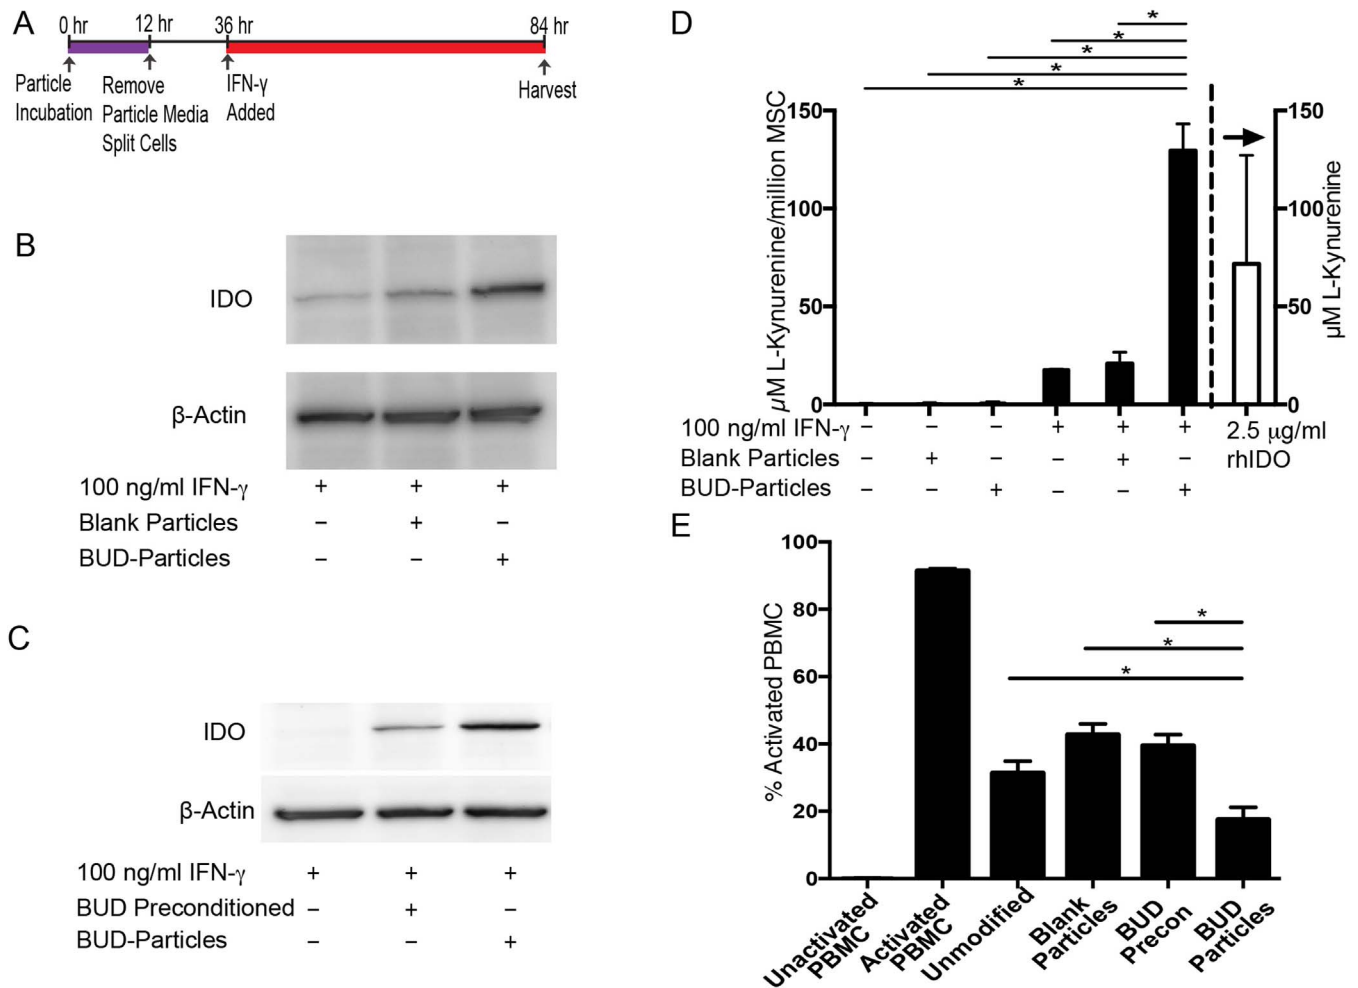 A
0 hr 12 hr 36 hr 84 hr
Particle
Incubation
Remove
Particle Media
Split Cells
IFN-γ
Added
Harvest
B
IDO
β-Actin
100 ng/ml IFN-γ + + +
Blank Particles – + –
BUD-Particles – – +
C
IDO
β-Actin
100 ng/ml IFN-γ + + +
BUD Preconditioned – + –
BUD-Particles – – +
D
*
*
*
*
*
µM L-Kynurenine/million MSC
150
100
50
0
150
100
50
0
µM L-Kynurenine
100 ng/ml IFN-γ – – – + + +
Blank Particles – + – – + –
BUD-Particles – – + – – +
2.5 µg/ml
rhIDO
E
% Activated PBMC
100
80
60
40
20
0
*
*
*
Unactivated
PBMC
Activated
PBMC
Unmodified
Blank
Particles
BUD
Precon
BUD
Particles